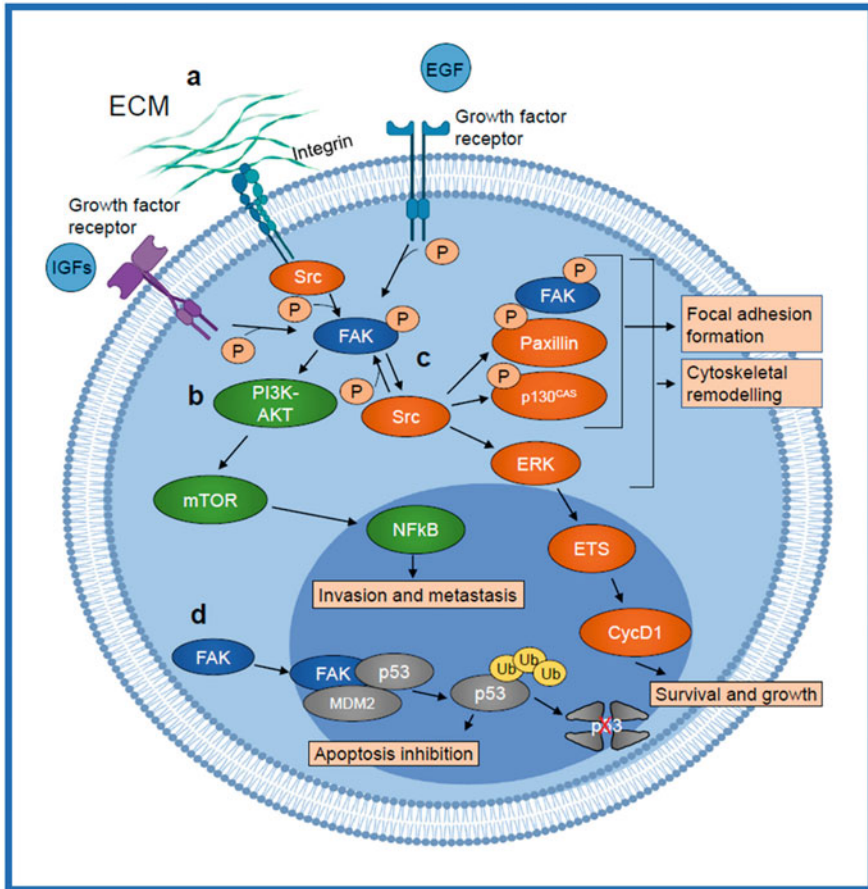 a
ECM
Integrin
EGF
Growth factor
receptor
Growth factor
receptor
IGFs
P
Src
P
P
FAK
P
P
FAK
P
Paxillin
P
p130CAS
Focal adhesion
formation
Cytoskeletal
remodelling
c
b
PI3K-
AKT
P
Src
ERK
mTOR
NFkB
ETS
Invasion and metastasis
CycD1
Survival and growth
d
FAK
FAK
p53
MDM2
p53
Ub
Ub
Ub
p53
X
Apoptosis inhibition